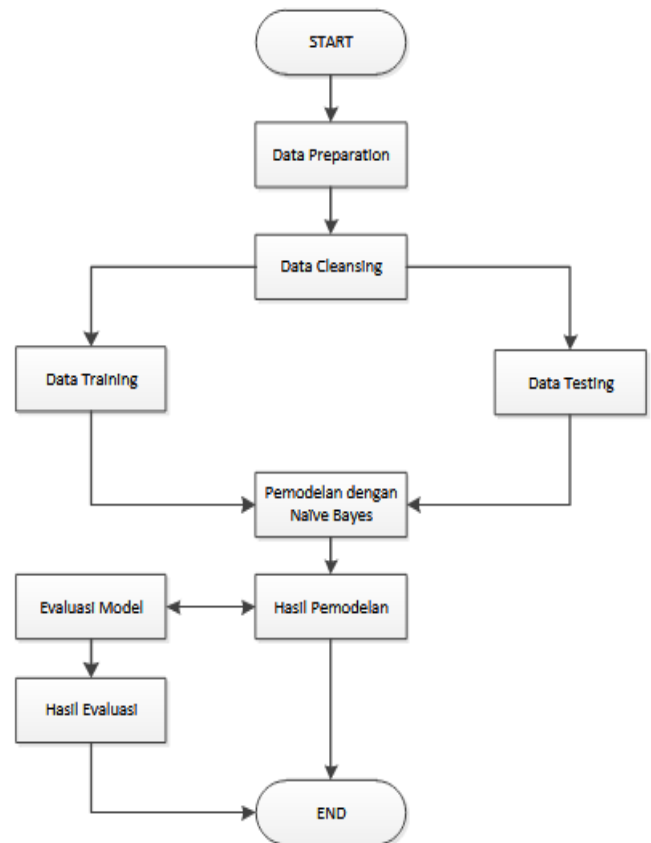 START
Data Preparation
Data Cleansing
Data Training
Data Testing
Pemodelan dengan
Naïve Bayes
Evaluasi Model
Hasil Pemodelan
Hasil Evaluasi
END